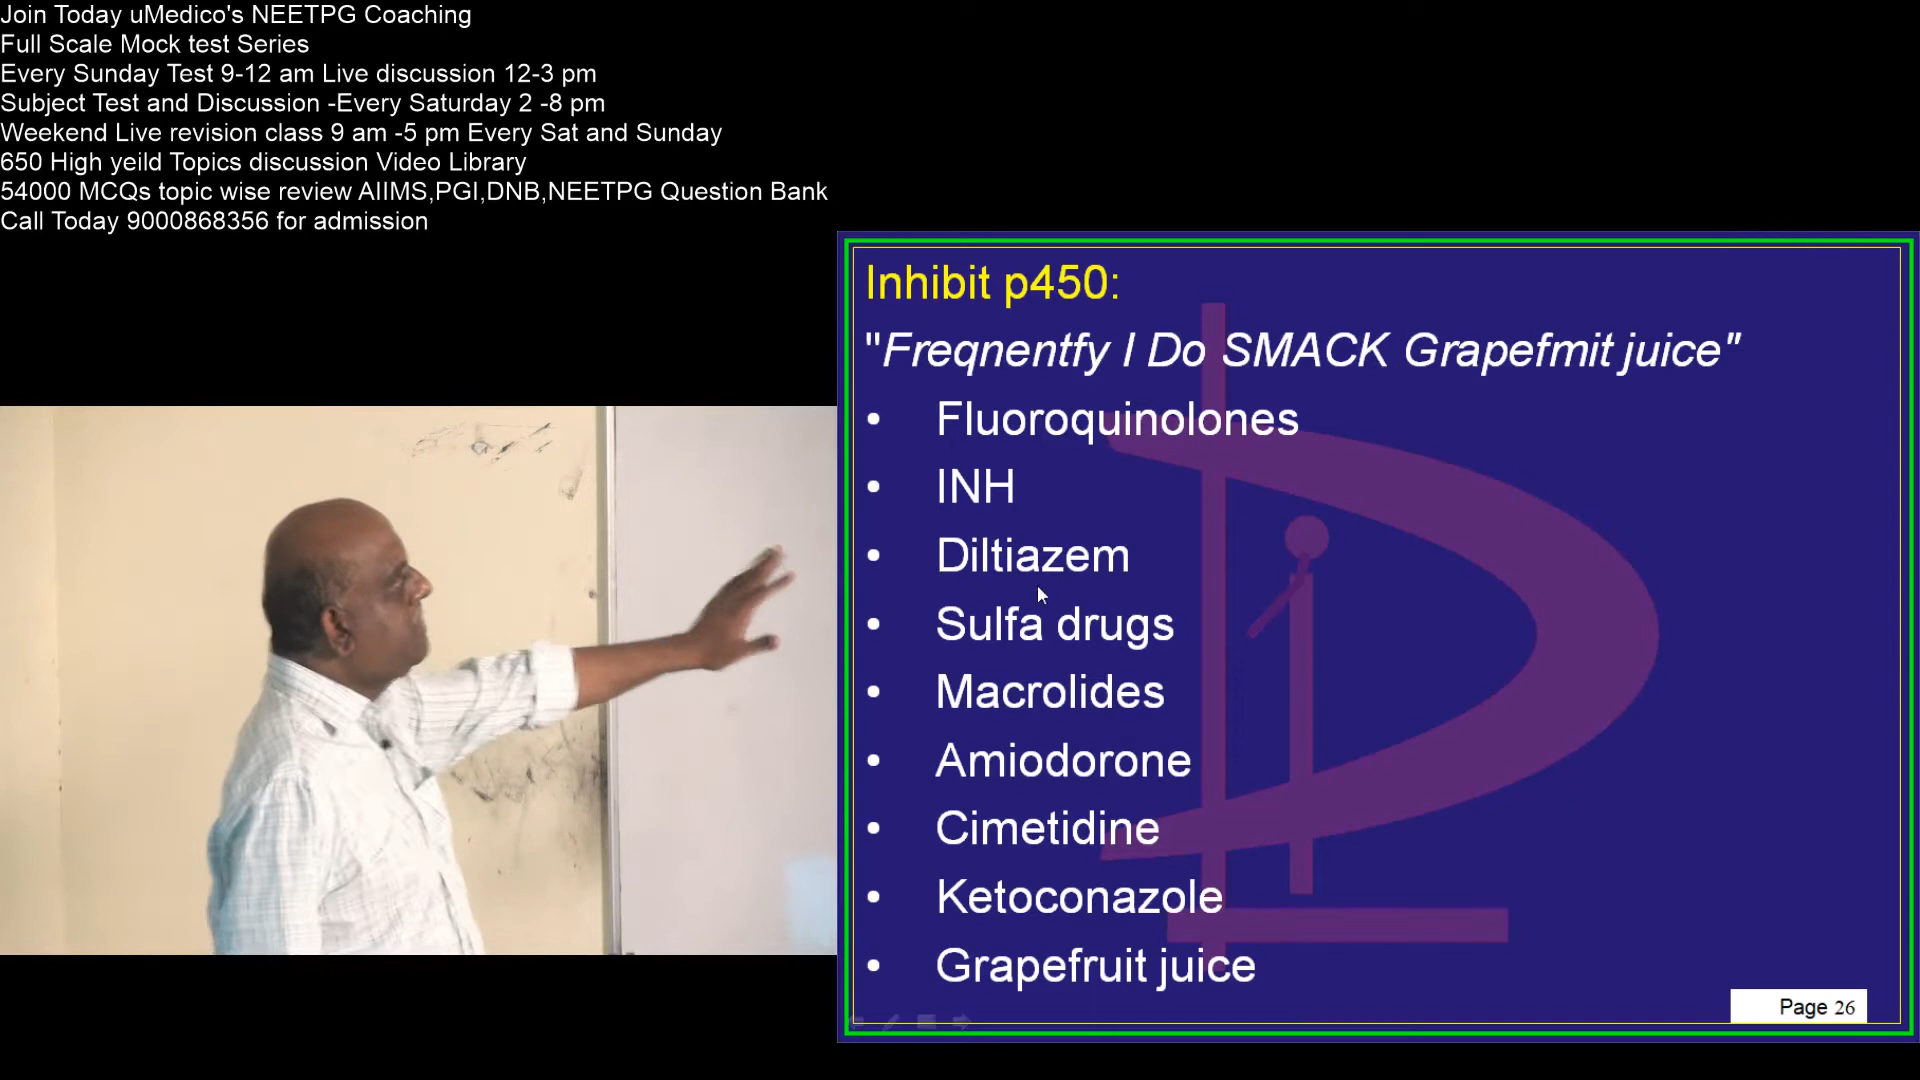 Join Today uMedico's NEETPG Coaching
Full Scale Mock test Series
Every Sunday Test 9-12 am Live discussion 12-3 pm
Subject Test and Discussion -Every Saturday 2 -8 pm
Weekend Live revision class 9 am -5 pm Every Sat and Sunday
650 High yeild Topics discussion Video Library
54000 MCQs topic wise review AIIMS,PGI,DNB,NEETPG Question Bank
Call Today 9000868356 for admission
Inhibit p450:
"Freqnentfy I Do SMACK Grapefmit juice"
• Fluoroquinolones
• INH
• Diltiazem
• Sulfa drugs
• Macrolides
• Amiodorone
• Cimetidine
• Ketoconazole
• Grapefruit juice
Page 26